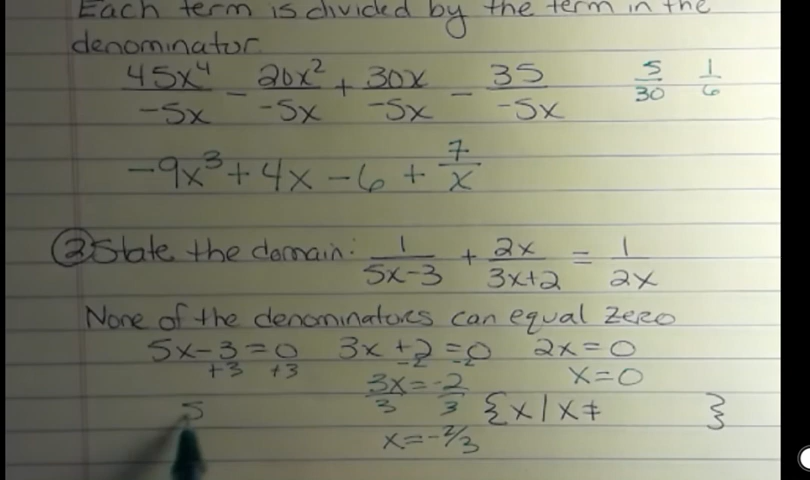 Each term is divided by the term in the
denominator.
45x⁴/-5x - 20x²/-5x + 30x/-5x - 35/-5x 5/30 1/6
-9x³ + 4x - 6 + 7/x
② State the domain: 1/(5x-3) + 2x/(3x+2) = 1/2x
None of the denominators can equal zero
5x-3=0 3x+2=0 2x=0
+3 +3 -2 -2 x=0
3x/3 = -2/3 {x|x≠ }
5 x=-2/3